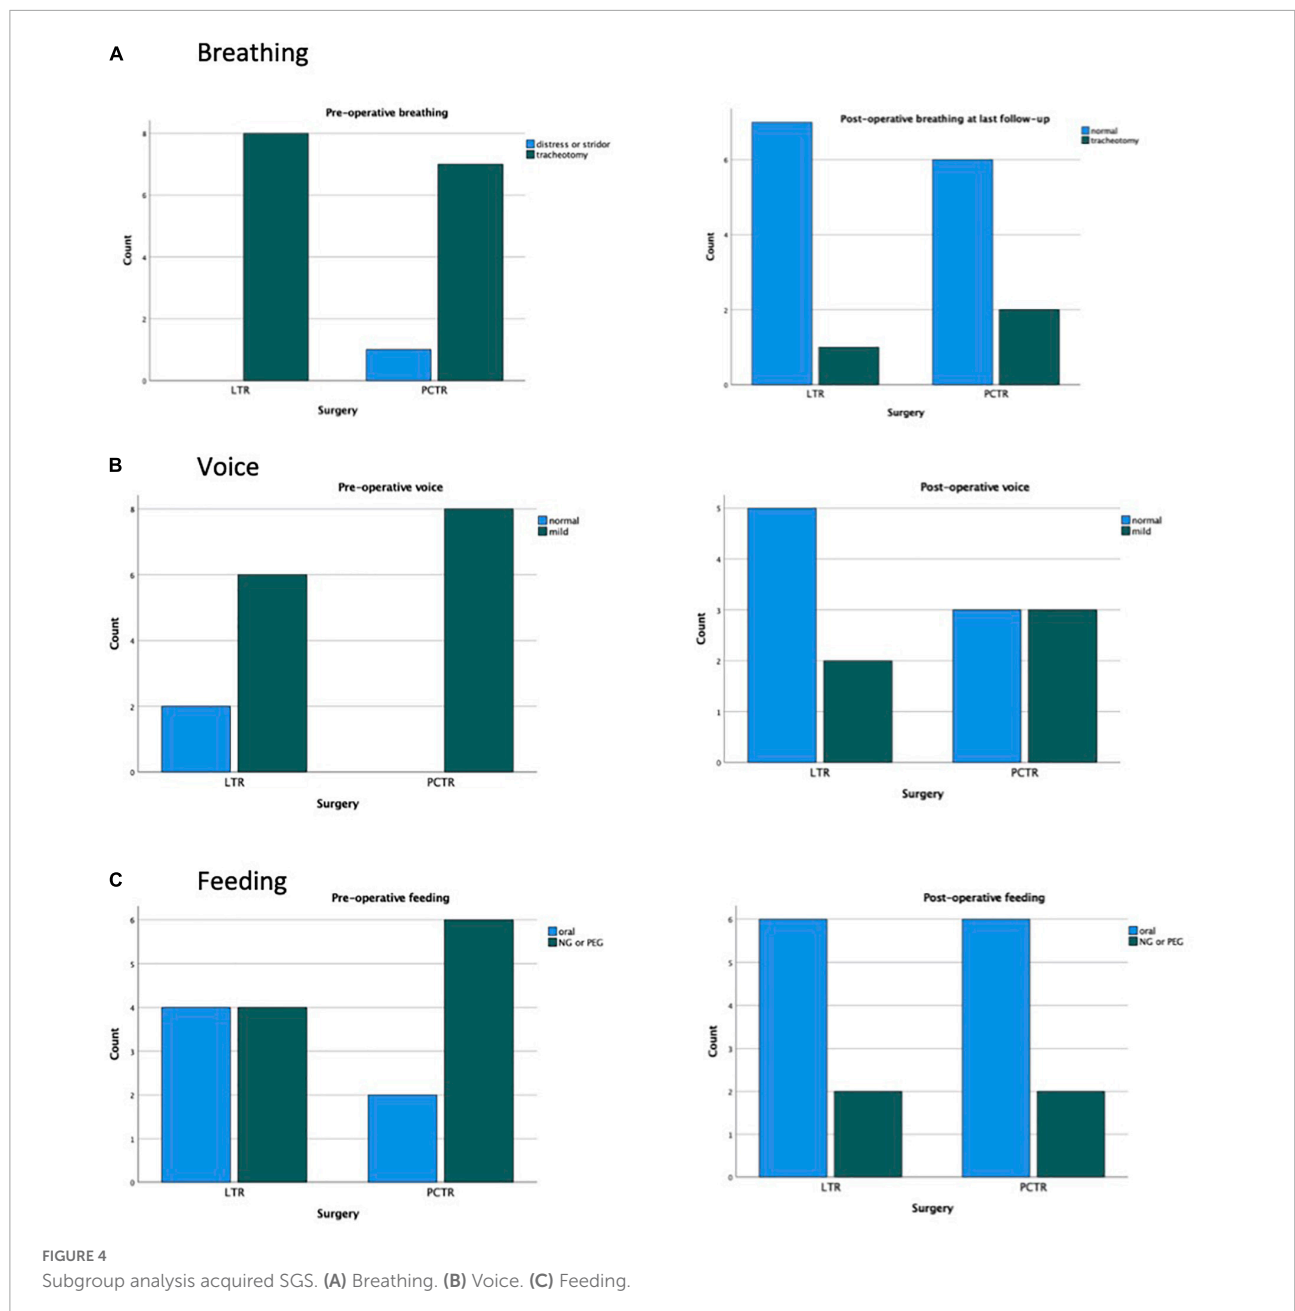 A Breathing
Pre-operative breathing
distress or stridor
tracheotomy
8
6
4
2
0
Count
LTR PCTR
Surgery
Post-operative breathing at last follow-up
normal
tracheotomy
6
4
2
0
Count
LTR PCTR
Surgery
B Voice
Pre-operative voice
normal
mild
8
6
4
2
0
Count
LTR PCTR
Surgery
Post-operative voice
normal
mild
5
4
3
2
1
0
Count
LTR PCTR
Surgery
C Feeding
Pre-operative feeding
oral
NG or PEG
6
5
4
3
2
1
0
Count
LTR PCTR
Surgery
Post-operative feeding
oral
NG or PEG
6
5
4
3
2
1
0
Count
LTR PCTR
Surgery
FIGURE 4
Subgroup analysis acquired SGS. (A) Breathing. (B) Voice. (C) Feeding.